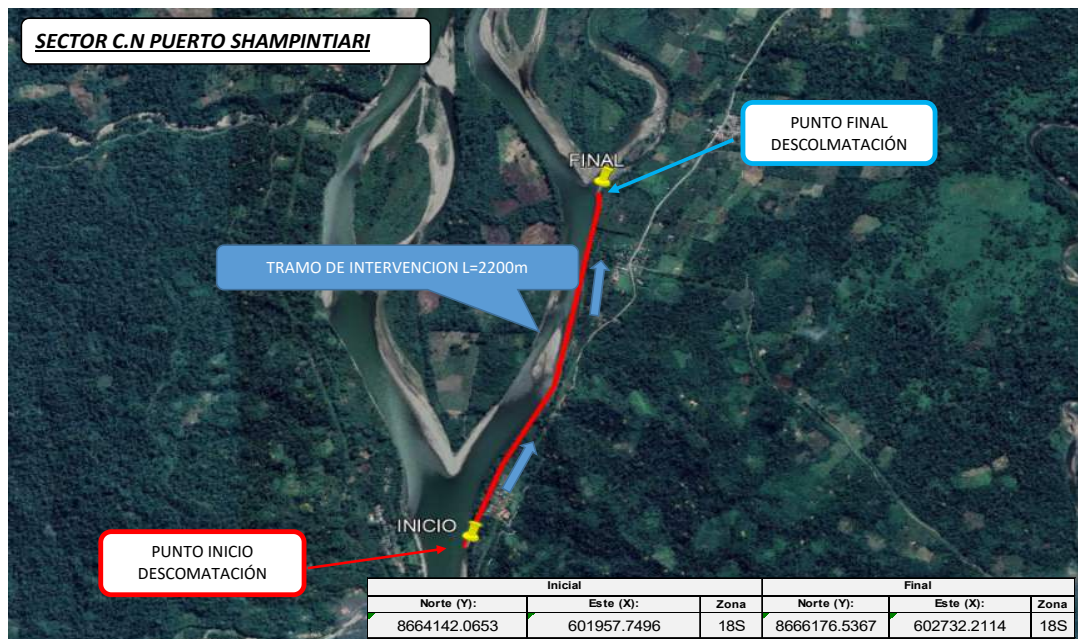 SECTOR C.N PUERTO SHAMPINTIARI
PUNTO FINAL
DESCOLMATACIÓN
FINAL
TRAMO DE INTERVENCION L=2200m
INICIO
PUNTO INICIO
DESCOMATACIÓN
Inicial Final
Norte (Y): Este (X): Zona Norte (Y): Este (X): Zona
8664142.0653 601957.7496 18S 8666176.5367 602732.2114 18S